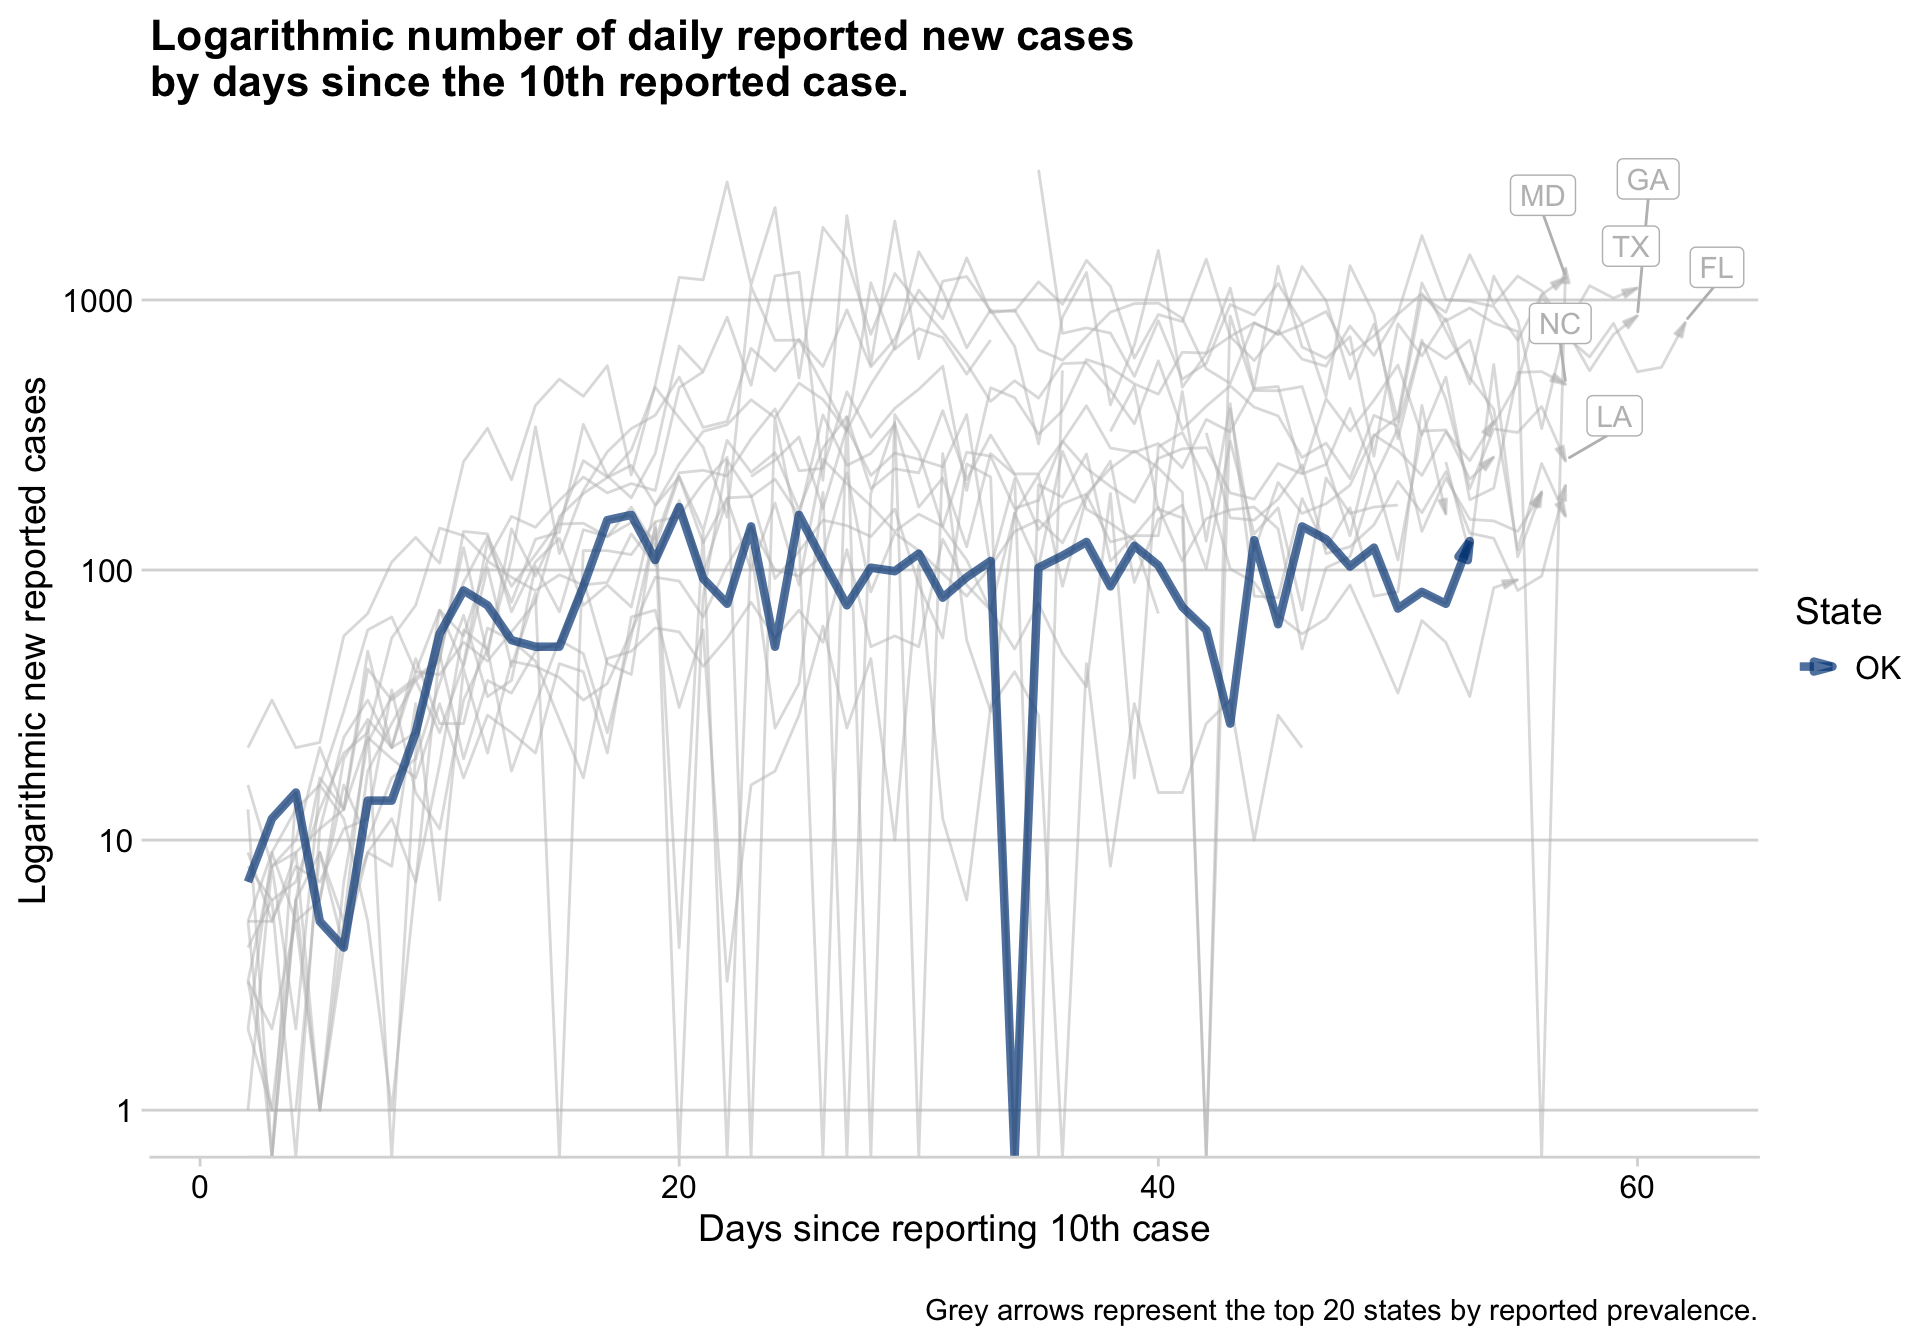 Logarithmic number of daily reported new cases
by days since the 10th reported case.
GA
MD
TX
FL
NC
LA
Logarithmic new reported cases
1000
100
10
1
State
OK
0
20
40
60
Days since reporting 10th case
Grey arrows represent the top 20 states by reported prevalence.